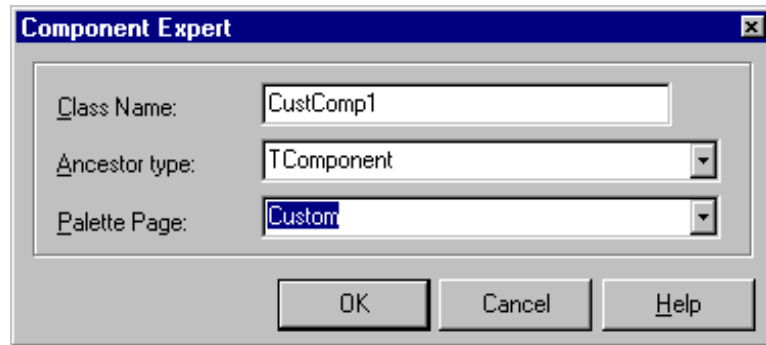 Component Expert
Class Name: CustComp1
Ancestor type: TComponent
Palette Page: Custom
OK Cancel Help